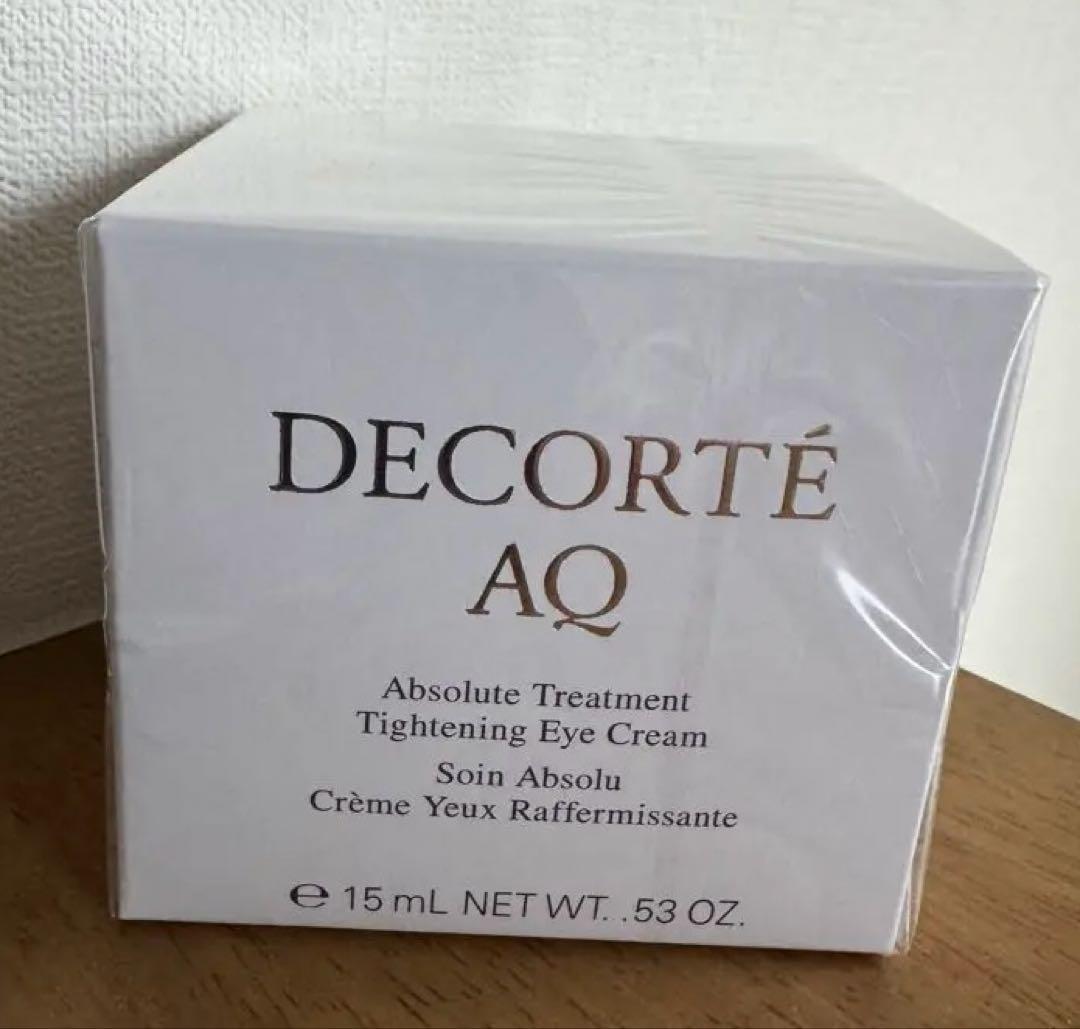 DECORTÉ
AQ
Absolute Treatment
Tightening Eye Cream
Soin Absolu
Crème Yeux Raffermissante
℮ 15 mL NET WT. .53 OZ.